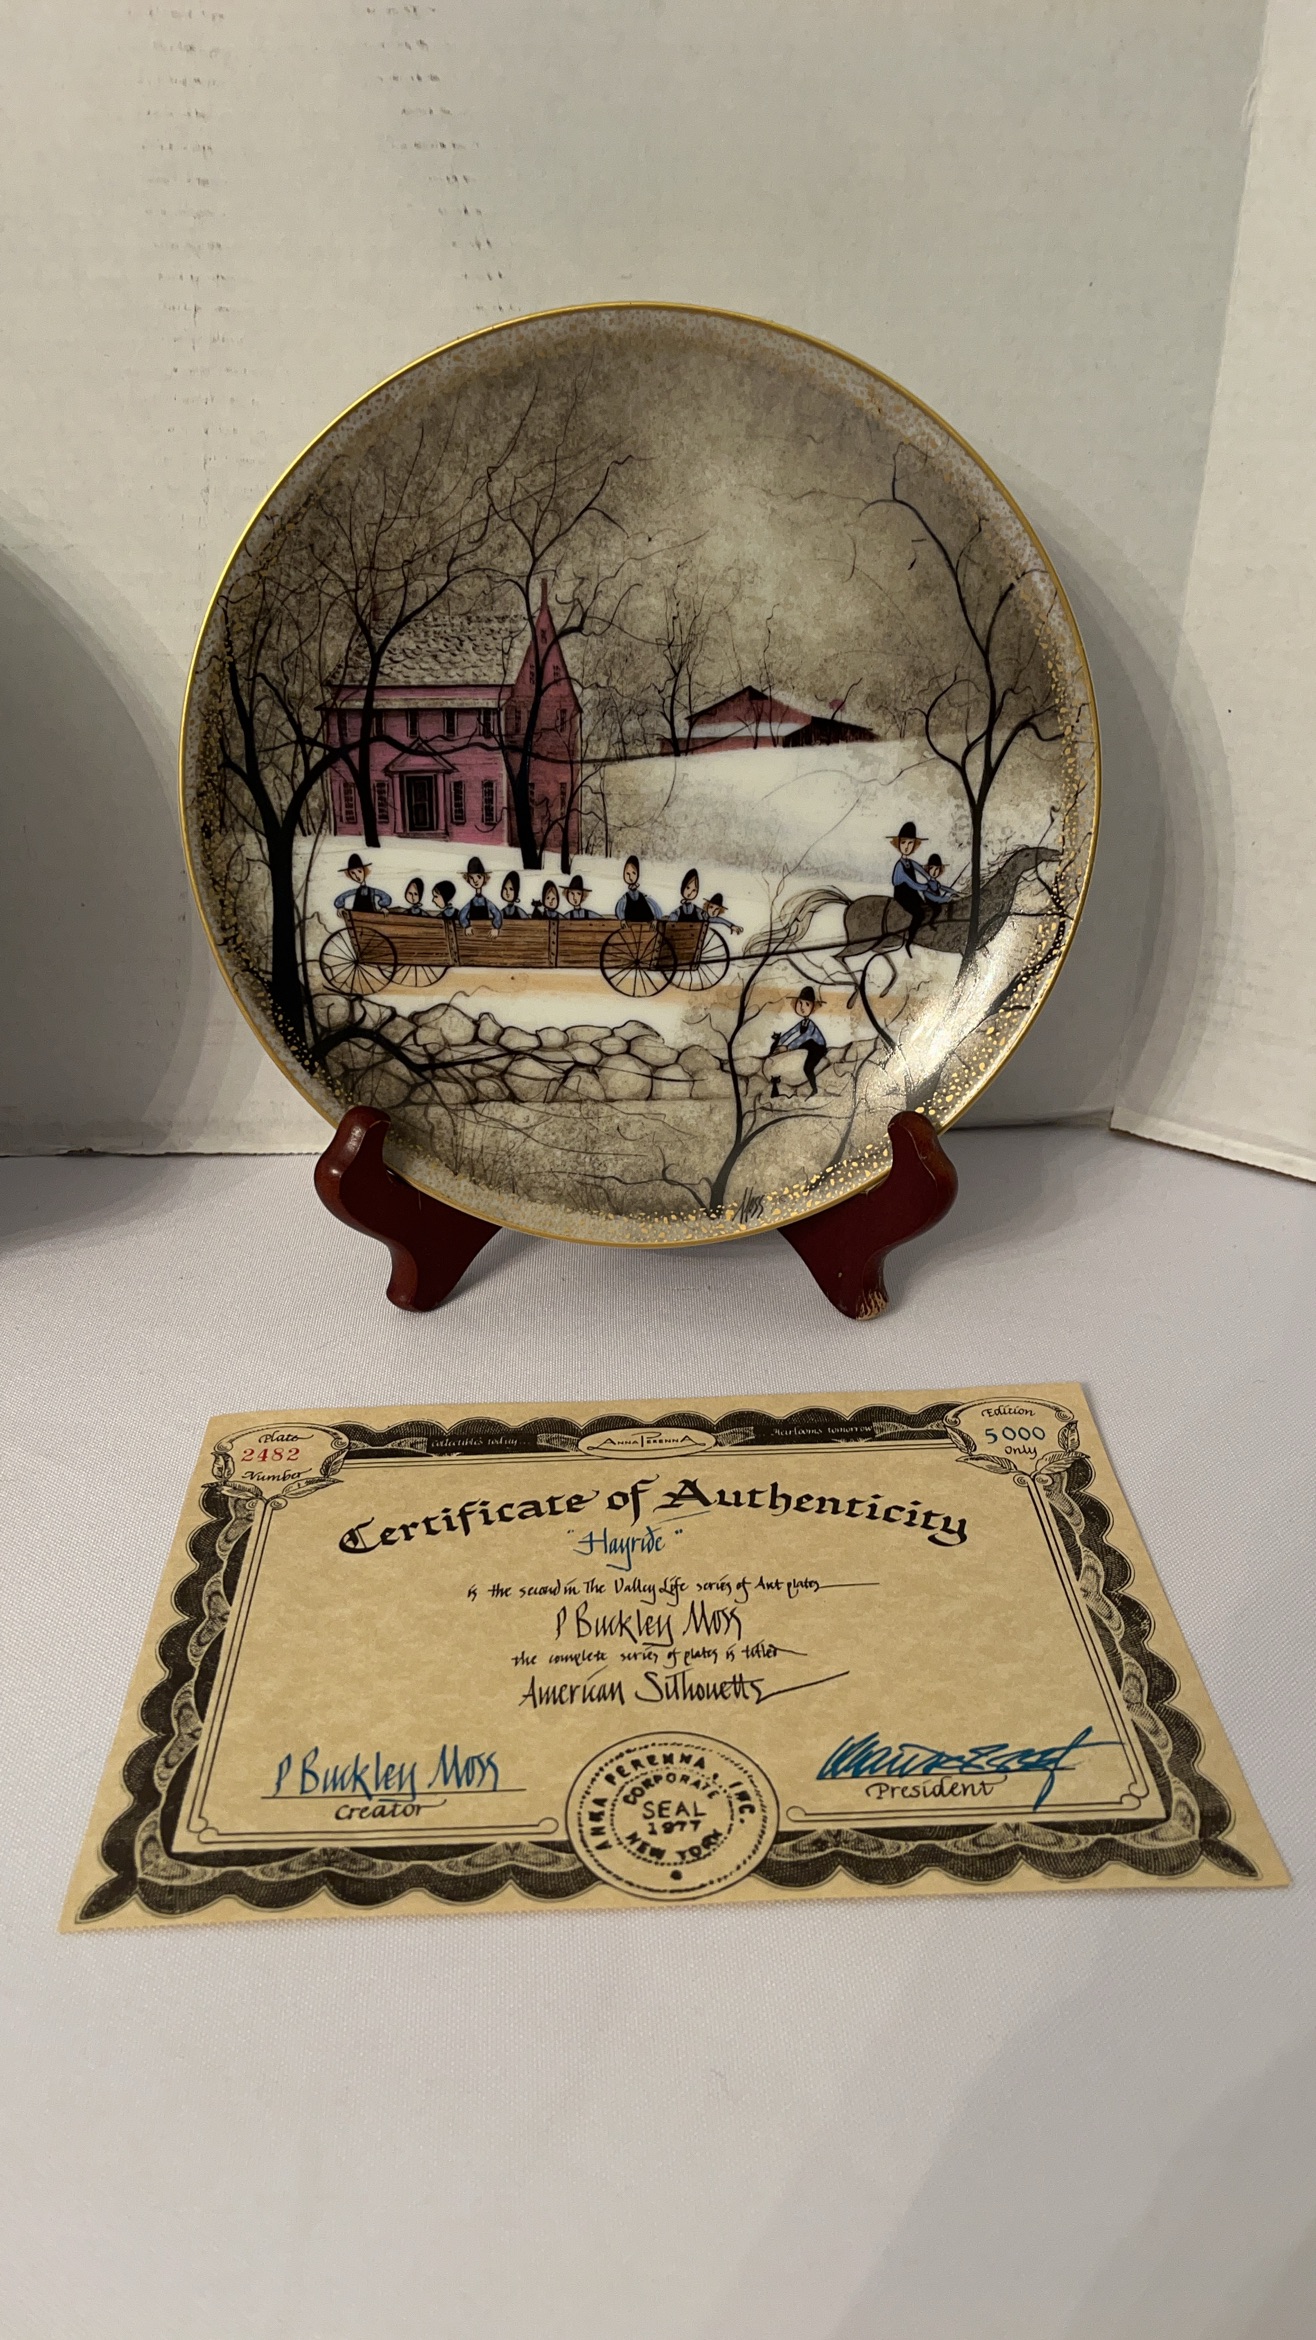 Moss
Plate
2482
Number
Collectibles today...
Anna Perenna
...Heirlooms tomorrow
Edition
5000
only
Certificate of Authenticity
"Hayride"
is the second in The Valley Life series of Art plates
P Buckley Moss
the complete series of plates is titled
American Silhouettes
P Buckley Moss
Creator
President
ANNA PERENNA, INC.
CORPORATE
SEAL
1977
NEW YORK